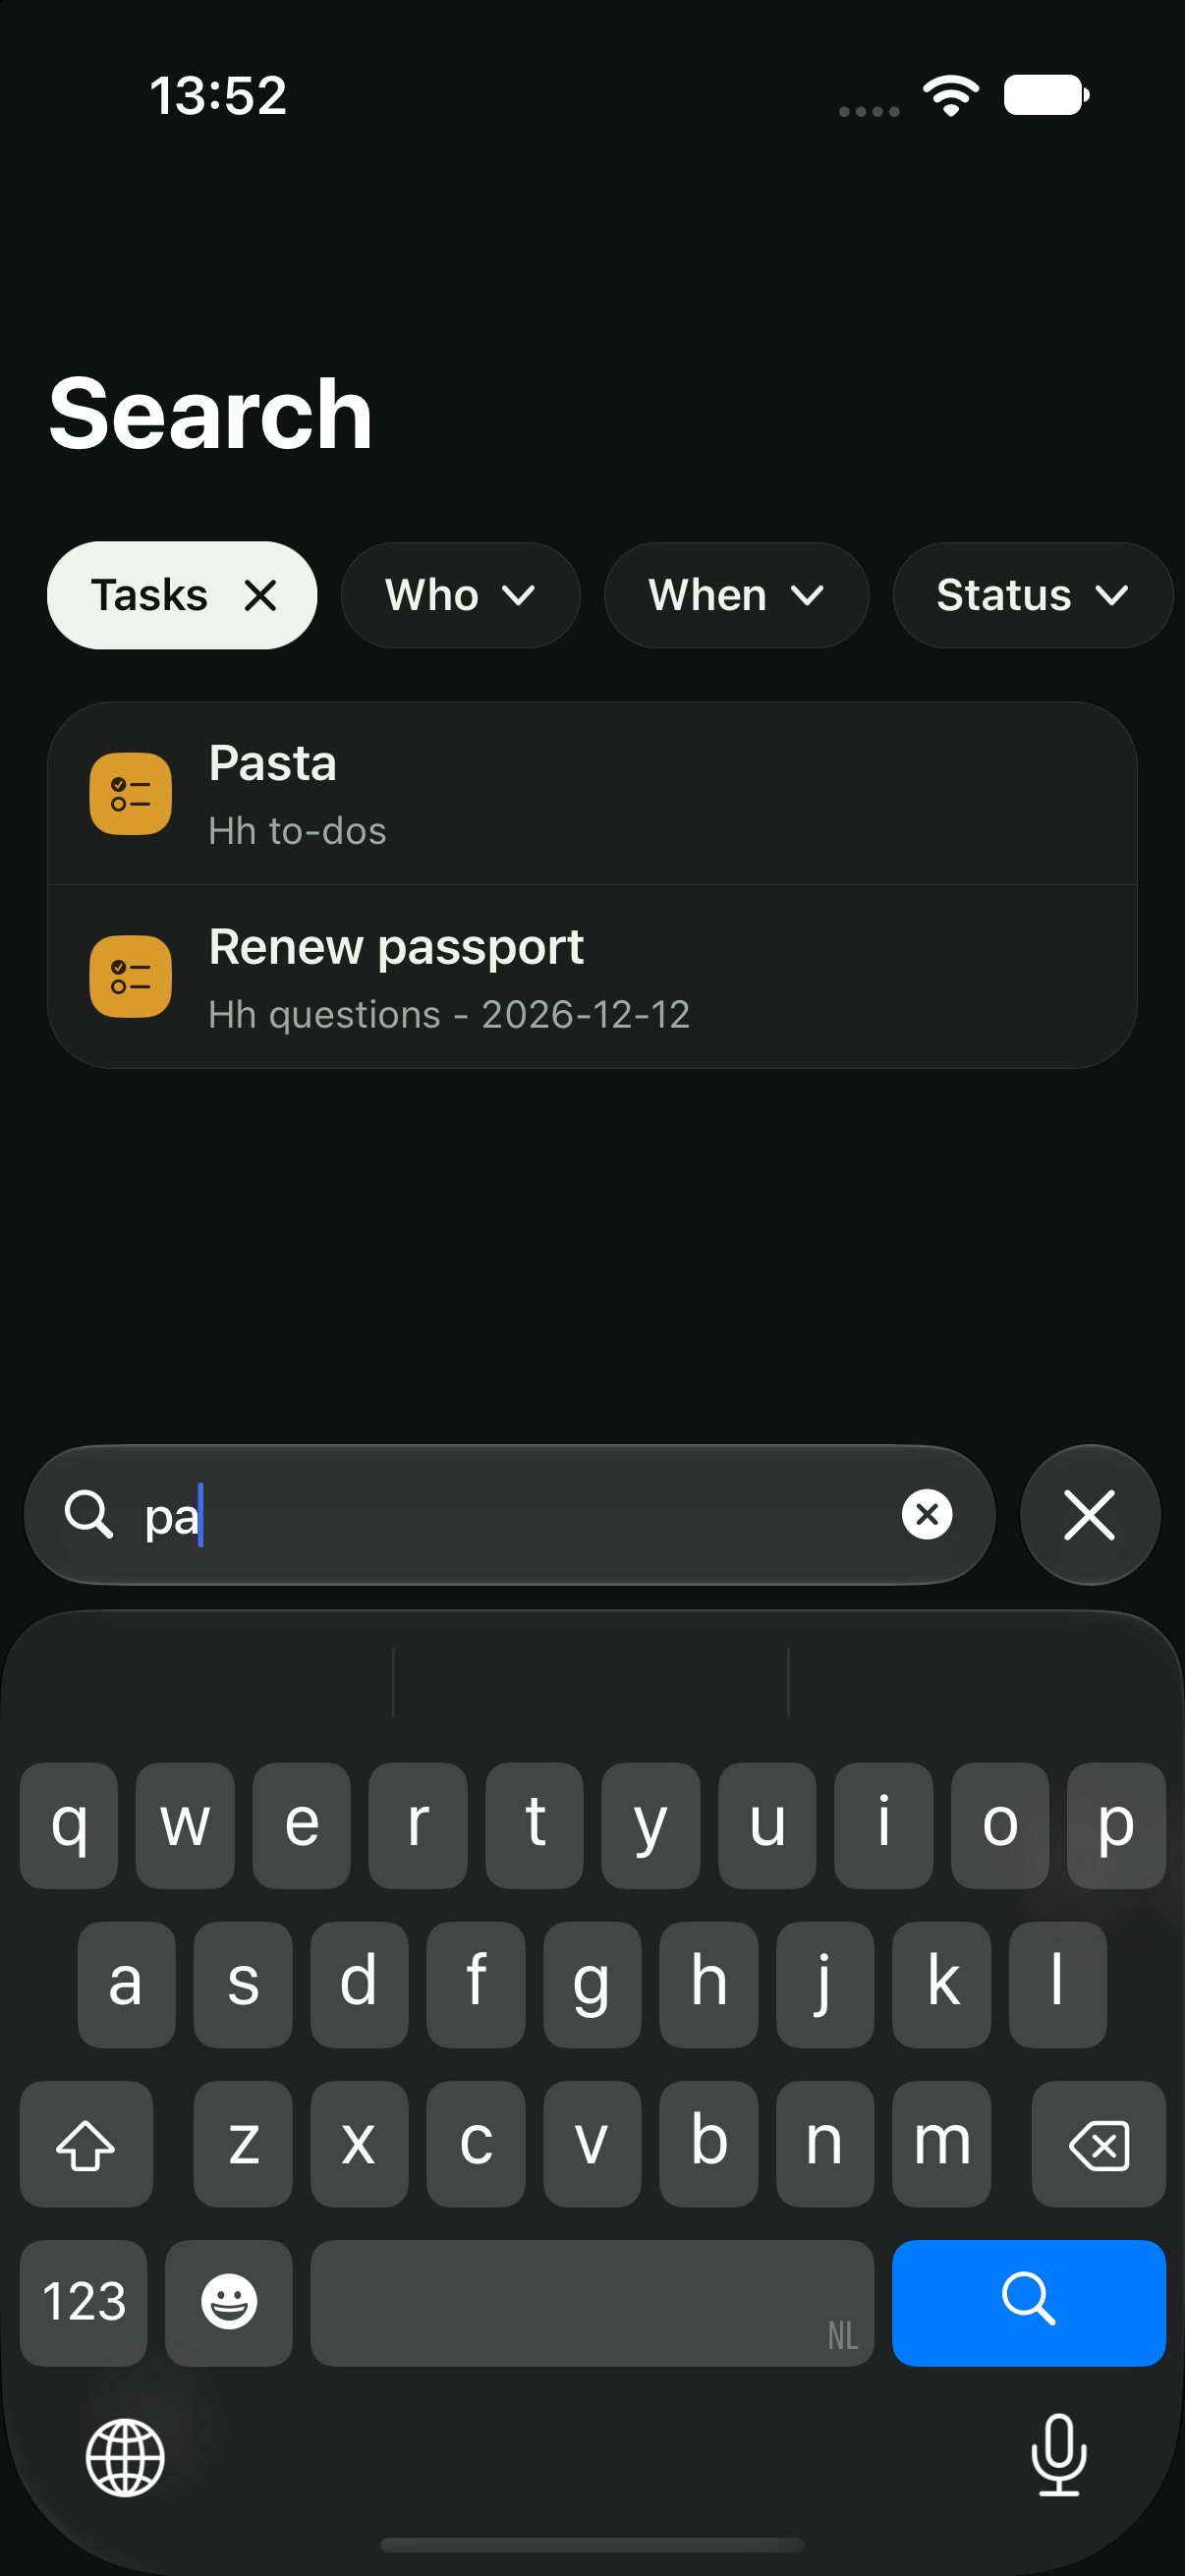 13:52
Search
Tasks Who When Status
Pasta
Hh to-dos
Renew passport
Hh questions - 2026-12-12
pa
q w e r t y u i o p
a s d f g h j k l
z x c v b n m
123
NL